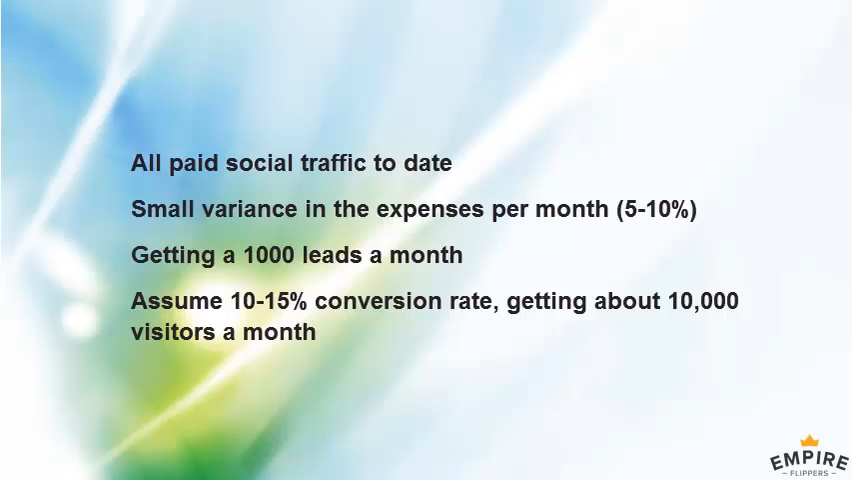 All paid social traffic to date
Small variance in the expenses per month (5-10%)
Getting a 1000 leads a month
Assume 10-15% conversion rate, getting about 10,000
visitors a month
EMPIRE
FLIPPERS